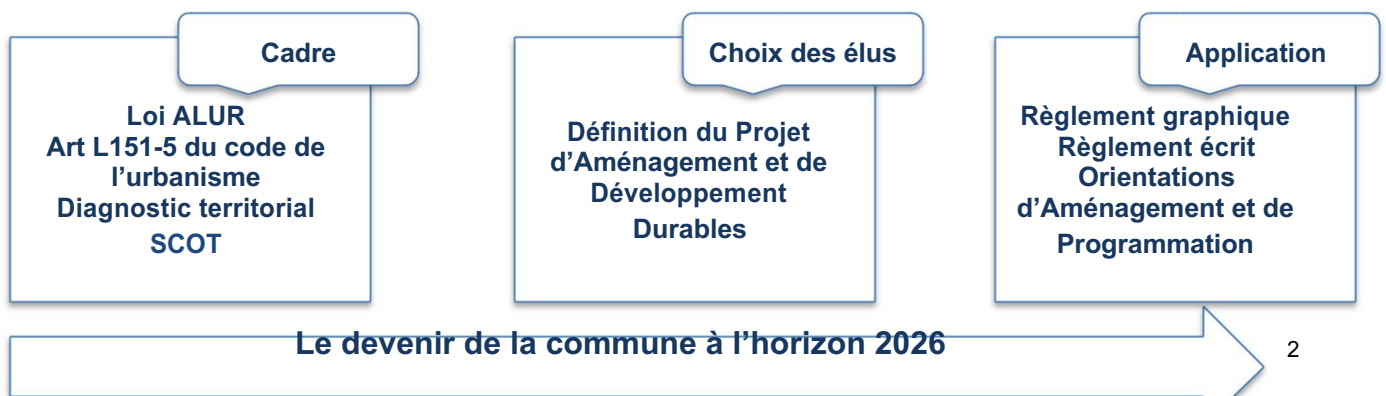 Cadre
Loi ALUR
Art L151-5 du code de
l’urbanisme
Diagnostic territorial
SCOT
Choix des élus
Définition du Projet
d’Aménagement et de
Développement
Durables
Application
Règlement graphique
Règlement écrit
Orientations
d’Aménagement et de
Programmation
Le devenir de la commune à l’horizon 2026
2